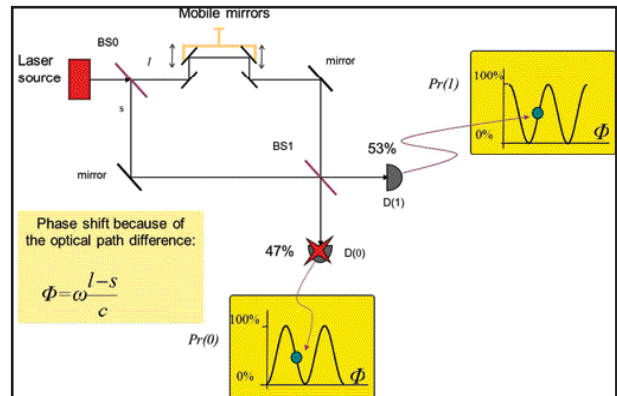 Mobile mirrors
BS0
Laser
source
l
s
mirror
mirror
BS1
53%
D(1)
47%
D(0)
Pr(1)
100%
0%
Φ
Phase shift because of
the optical path difference:
Φ=ω l−s
c
Pr(0)
100%
0%
Φ